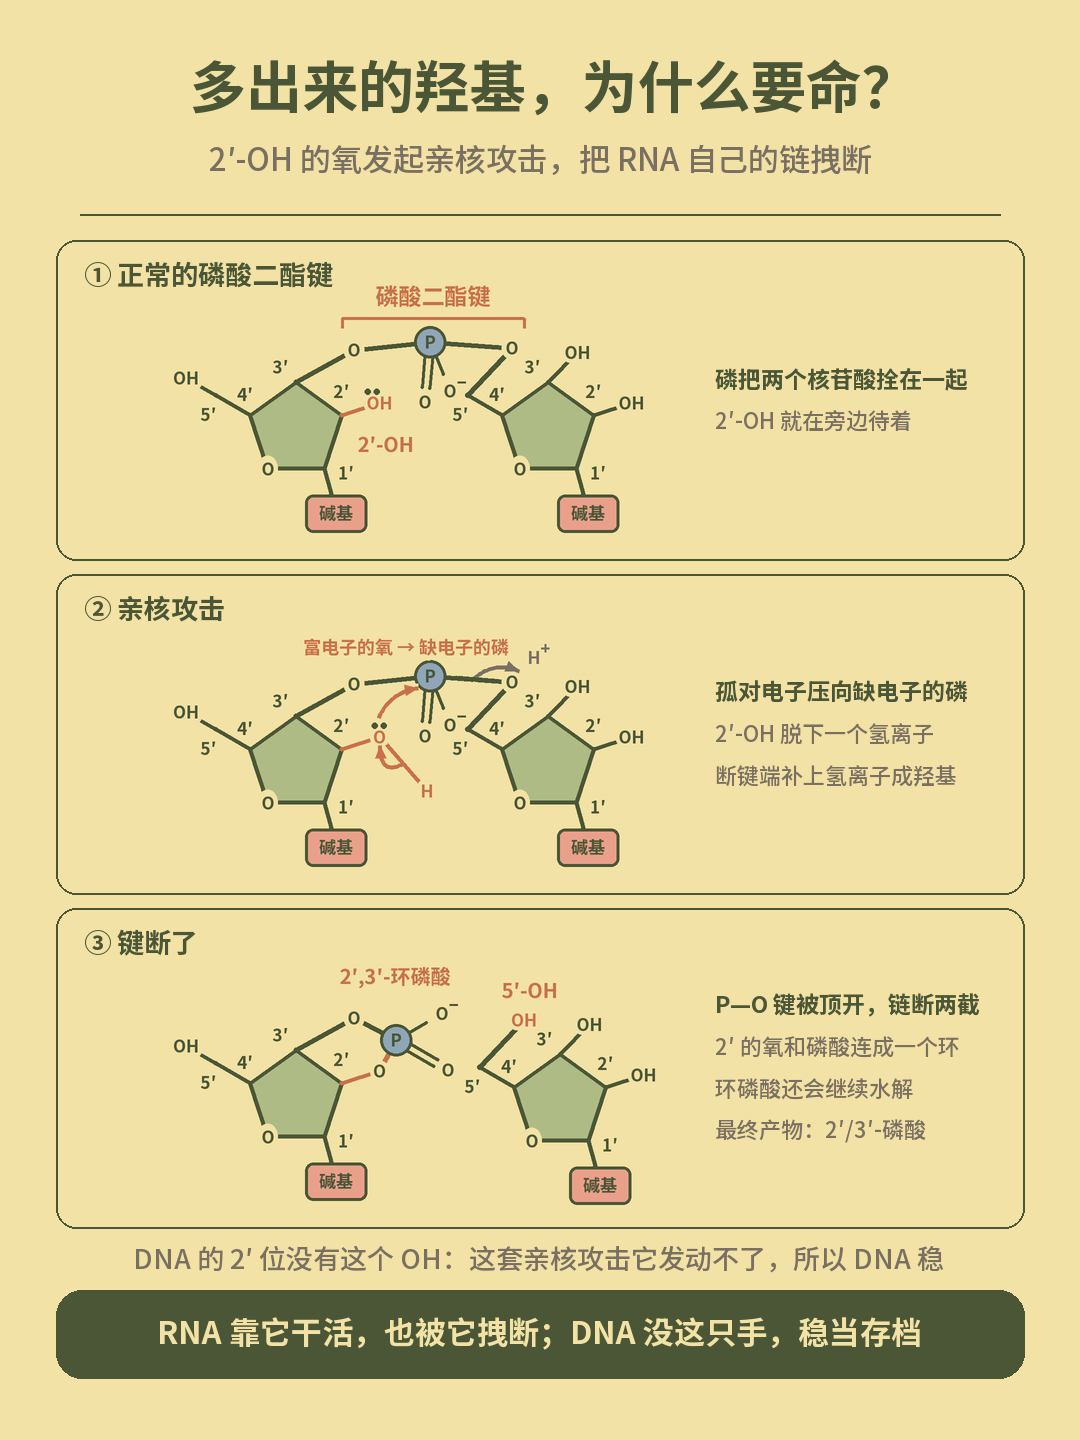 多出来的羟基，为什么要命？
2′-OH 的氧发起亲核攻击，把 RNA 自己的链拽断
① 正常的磷酸二酯键
磷酸二酯键
O
P
O
OH
3′
3′
OH
4′
2′
OH
O
O⁻
4′
2′
OH
5′
5′
2′-OH
O
1′
O
1′
碱基
碱基
磷把两个核苷酸拴在一起
2′-OH 就在旁边待着
② 亲核攻击
富电子的氧 → 缺电子的磷
H⁺
O
P
O
OH
3′
3′
OH
4′
2′
O
O
O⁻
4′
2′
OH
5′
5′
H
O
1′
O
1′
碱基
碱基
孤对电子压向缺电子的磷
2′-OH 脱下一个氢离子
断键端补上氢离子成羟基
③ 键断了
2′,3′-环磷酸
5′-OH
O⁻
O
OH
OH
3′
P
3′
OH
4′
2′
O
O
4′
2′
OH
5′
5′
O
1′
O
1′
碱基
碱基
P—O 键被顶开，链断两截
2′ 的氧和磷酸连成一个环
环磷酸还会继续水解
最终产物：2′/3′-磷酸
DNA 的 2′ 位没有这个 OH：这套亲核攻击它发动不了，所以 DNA 稳
RNA 靠它干活，也被它拽断；DNA 没这只手，稳当存档